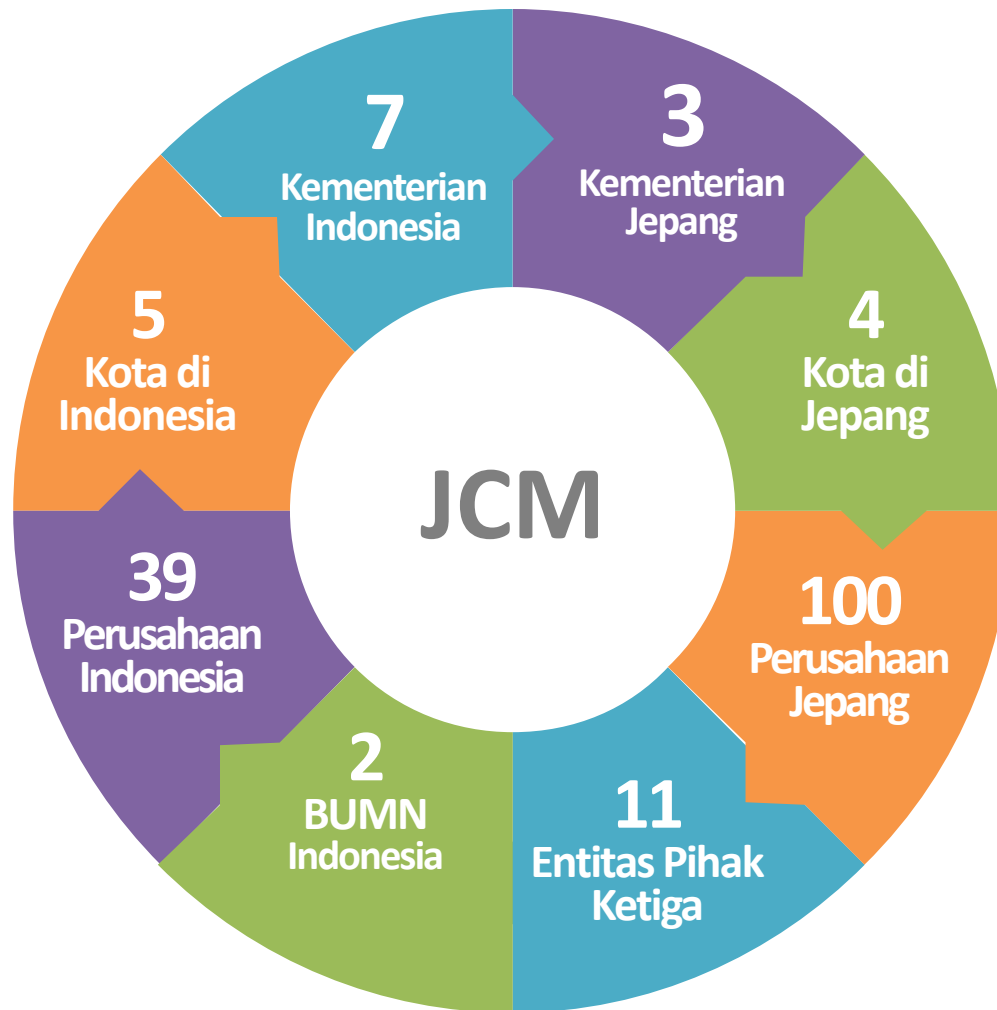 7
Kementerian
Indonesia
3
Kementerian
Jepang
4
Kota di
Jepang
100
Perusahaan
Jepang
11
Entitas Pihak
Ketiga
2
BUMN
Indonesia
39
Perusahaan
Indonesia
5
Kota di
Indonesia
JCM